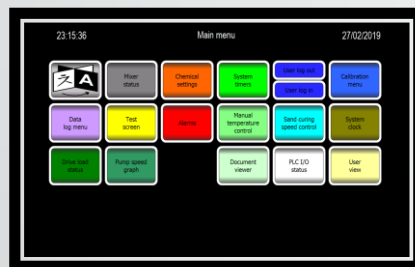 23:15:36 Main menu 27/02/2019
ス A
Mixer status
Chemical settings
System timers
User log out
User log in
Calibration menu
Data log menu
Test screen
Alarms
Manual temperature control
Sand curing speed control
System clock
Drive load status
Pump speed graph
Document viewer
PLC I/O status
User view